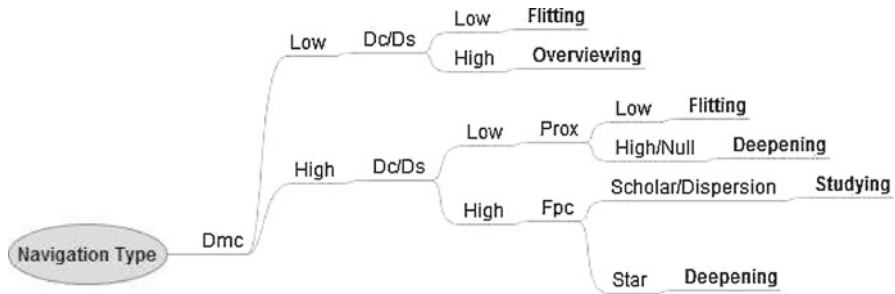 Low Flitting
Low Dc/Ds
High Overviewing
Low Flitting
Low Prox
High/Null Deepening
High Dc/Ds
Scholar/Dispersion Studying
High Fpc
Navigation Type Dmc
Star Deepening